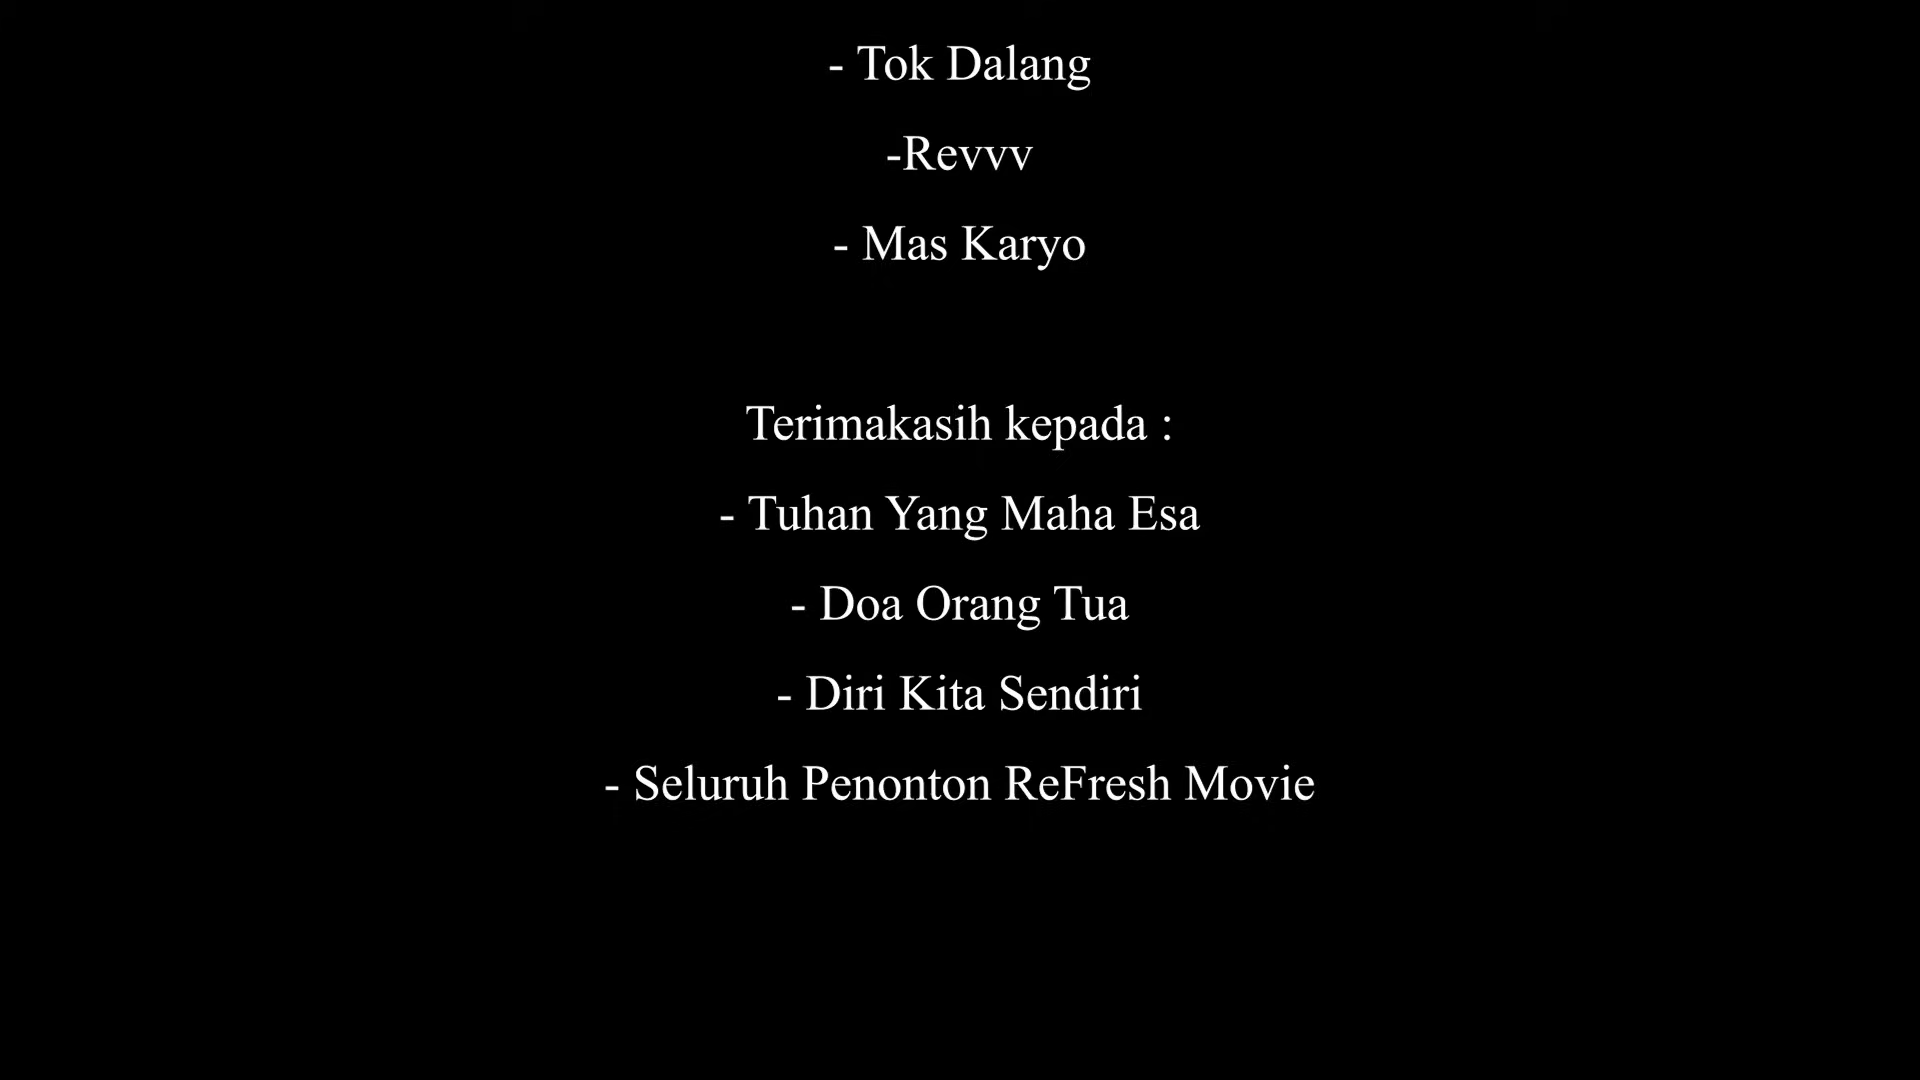 - Tok Dalang
-Revvv
- Mas Karyo
Terimakasih kepada :
- Tuhan Yang Maha Esa
- Doa Orang Tua
- Diri Kita Sendiri
- Seluruh Penonton ReFresh Movie